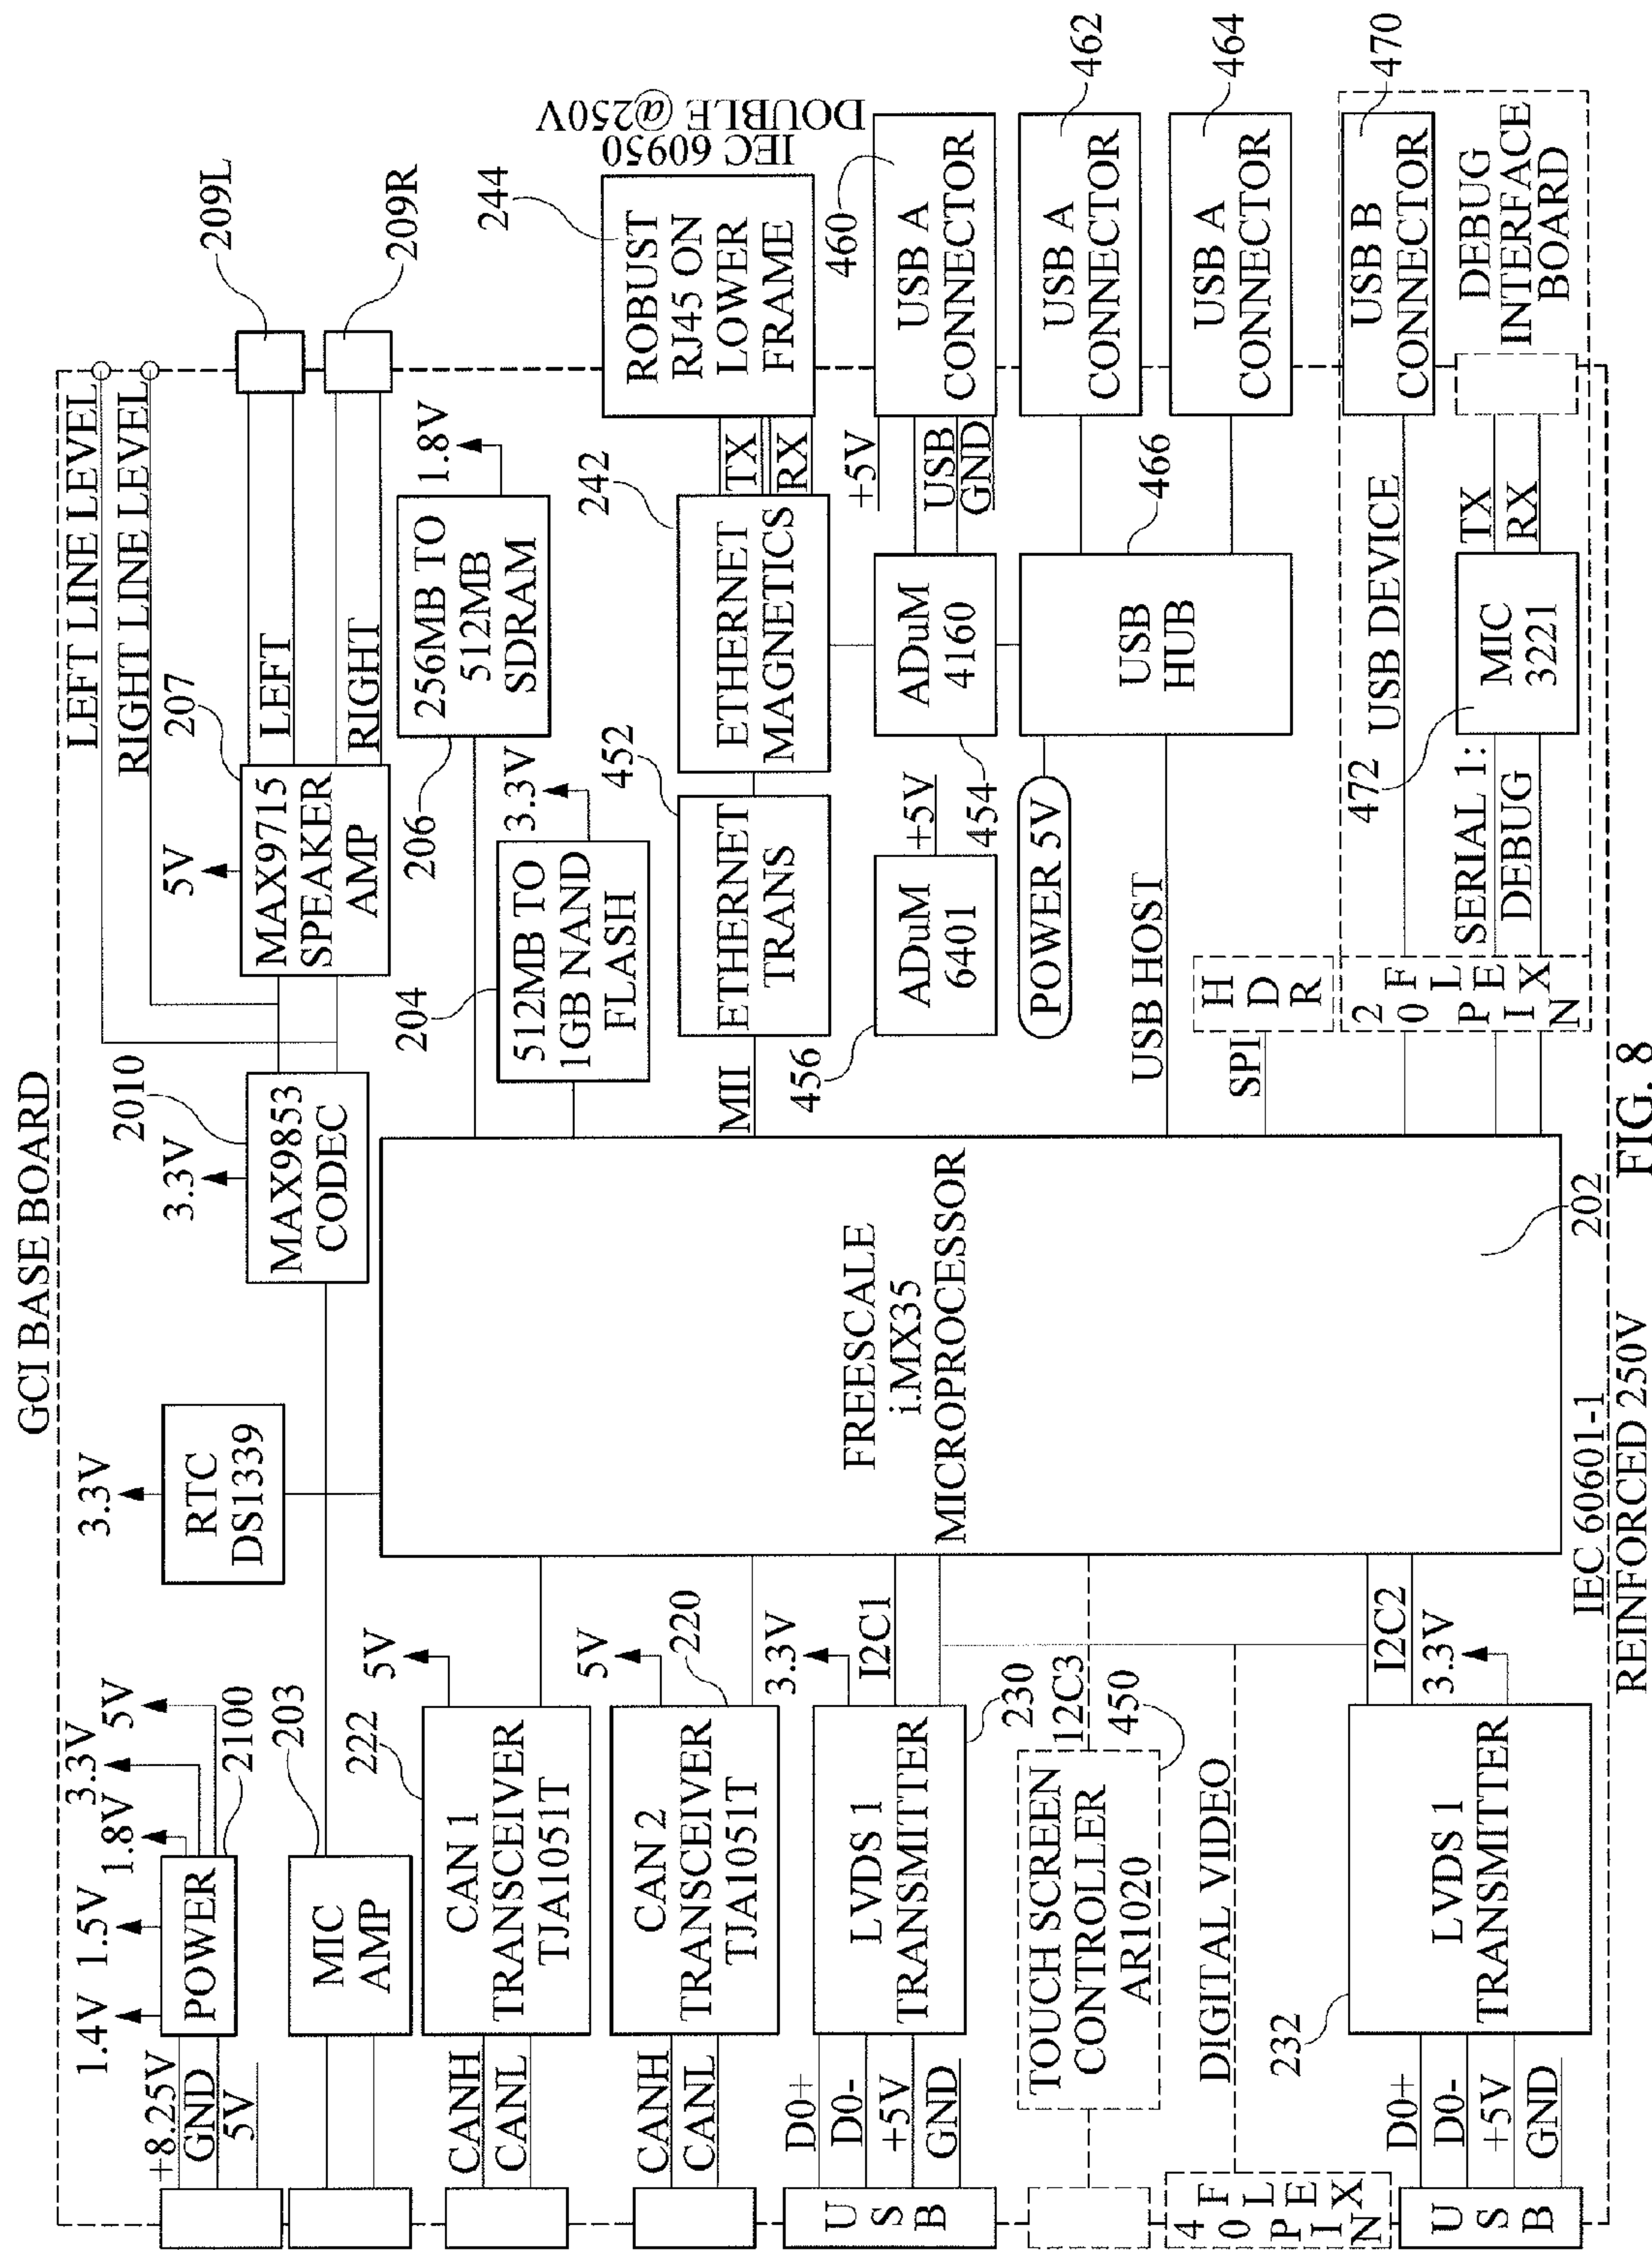 GCI BASE BOARD
1.4V
1.5V
1.8V
3.3V
5V
+8.25V
GND
5V
POWER
2100
3.3V
RTC
DS1339
MIC
AMP
203
3.3V
2010
MAX9853
CODEC
5V
207
MAX9715
SPEAKER
AMP
LEFT LINE LEVEL
RIGHT LINE LEVEL
LEFT
RIGHT
209L
209R
222
CANH
CANL
CAN 1
TRANSCEIVER
TJA1051T
5V
CANH
CANL
CAN 2
TRANSCEIVER
TJA1051T
5V
220
USB
D0+
D0-
+5V
GND
LVDS 1
TRANSMITTER
3.3V
I2C1
230
TOUCH SCREEN
CONTROLLER
AR1020
12C3
450
40PIN
FLEX
DIGITAL VIDEO
USB
D0+
D0-
+5V
GND
232
LVDS 1
TRANSMITTER
I2C2
3.3V
FREESCALE
i.MX35
MICROPROCESSOR
202
206
256MB TO
512MB
SDRAM
1.8V
204
512MB TO
1GB NAND
FLASH
3.3V
MII
452
ETHERNET
TRANS
242
ETHERNET
MAGNETICS
TX
RX
244
ROBUST
RJ45 ON
LOWER
FRAME
IEC 60950
DOUBLE @250V
456
ADuM
6401
+5V
454
ADuM
4160
+5V
USB
GND
460
USB A
CONNECTOR
POWER 5V
USB HOST
USB
HUB
466
USB A
CONNECTOR
462
USB A
CONNECTOR
464
SPI
HDR
20PIN
FLEX
USB DEVICE
USB B
CONNECTOR
470
SERIAL 1:
DEBUG
472
MIC
3221
TX
RX
DEBUG
INTERFACE
BOARD
IEC 60601-1
REINFORCED 250V
FIG. 8